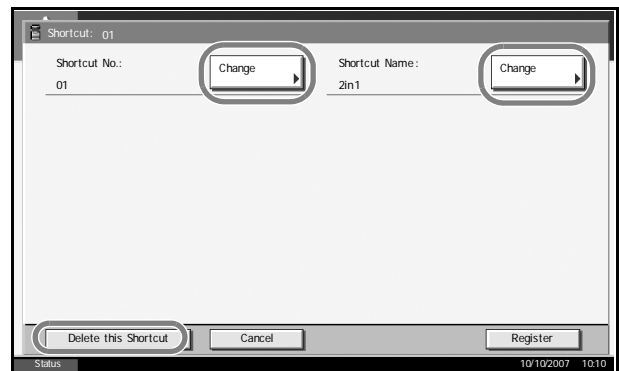 Shortcut: 01
Shortcut No.: Change Shortcut Name: Change
01 2in1
Delete this Shortcut Cancel Register
Status 10/10/2007 10:10